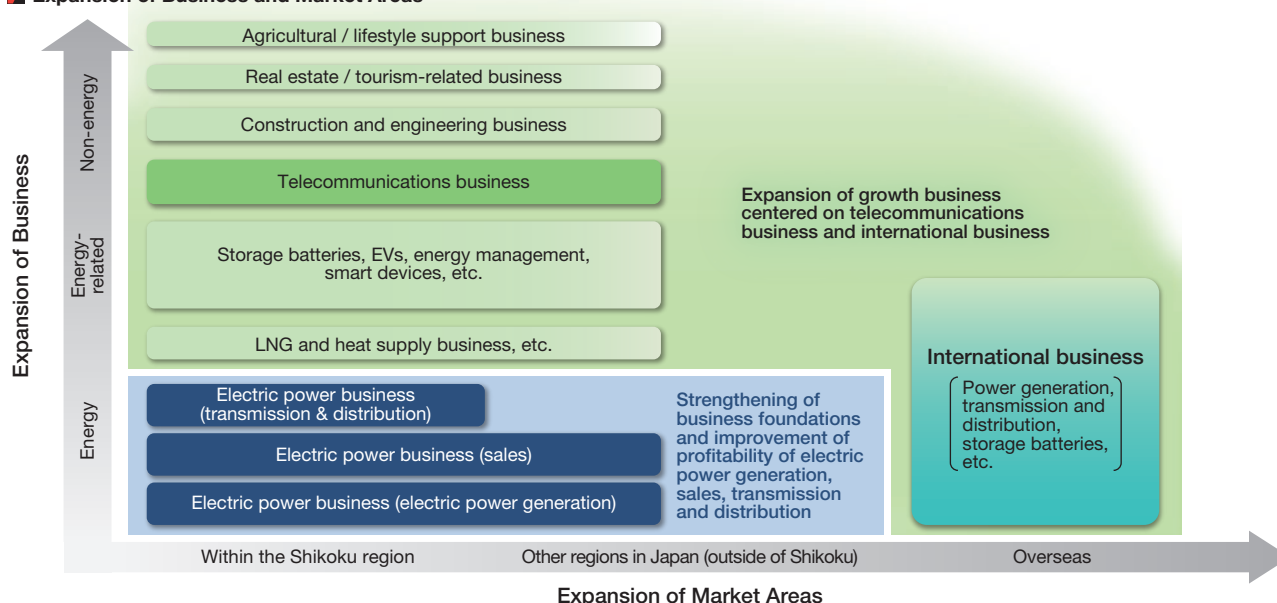 Expansion of Business and Market Areas
Expansion of Business
Non-energy
Energy-
related
Energy
Agricultural / lifestyle support business
Real estate / tourism-related business
Construction and engineering business
Telecommunications business
Storage batteries, EVs, energy management,
smart devices, etc.
LNG and heat supply business, etc.
Expansion of growth business
centered on telecommunications
business and international business
Electric power business
(transmission & distribution)
Electric power business (sales)
Electric power business (electric power generation)
Strengthening of
business foundations
and improvement of
profitability of electric
power generation,
sales, transmission
and distribution
International business
Power generation,
transmission and
distribution,
storage batteries,
etc.
Within the Shikoku region
Other regions in Japan (outside of Shikoku)
Overseas
Expansion of Market Areas